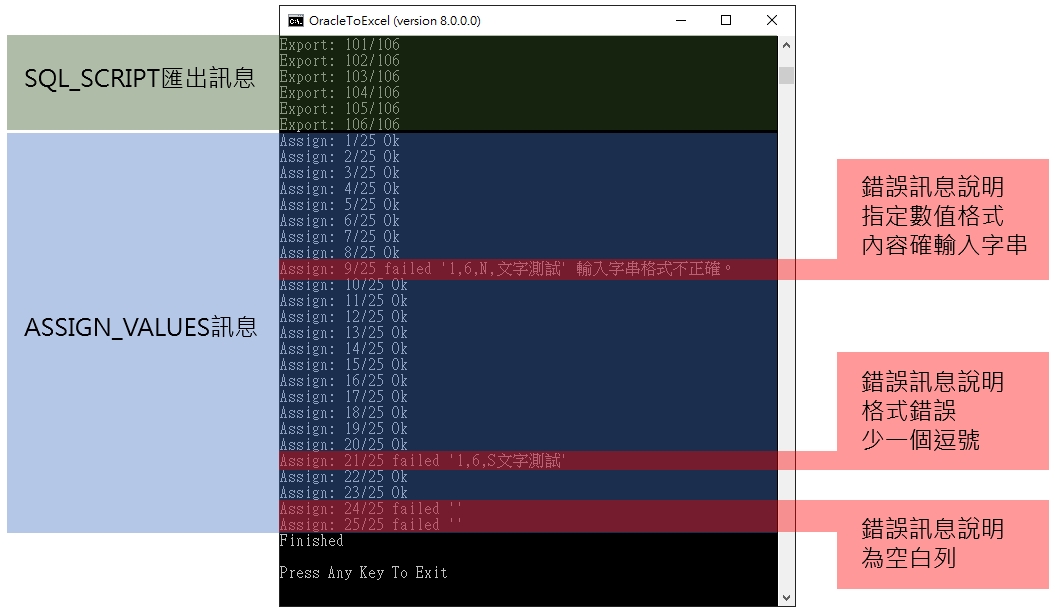 OracleToExcel (version 8.0.0.0)
SQL_SCRIPT匯出訊息
Export: 101/106
Export: 102/106
Export: 103/106
Export: 104/106
Export: 105/106
Export: 106/106
ASSIGN_VALUES訊息
Assign: 1/25 Ok
Assign: 2/25 Ok
Assign: 3/25 Ok
Assign: 4/25 Ok
Assign: 5/25 Ok
Assign: 6/25 Ok
Assign: 7/25 Ok
Assign: 8/25 Ok
Assign: 9/25 failed '1,6,N,文字測試' 輸入字串格式不正確。
Assign: 10/25 Ok
Assign: 11/25 Ok
Assign: 12/25 Ok
Assign: 13/25 Ok
Assign: 14/25 Ok
Assign: 15/25 Ok
Assign: 16/25 Ok
Assign: 17/25 Ok
Assign: 18/25 Ok
Assign: 19/25 Ok
Assign: 20/25 Ok
Assign: 21/25 failed '1,6,S文字測試'
Assign: 22/25 Ok
Assign: 23/25 Ok
Assign: 24/25 failed ''
Assign: 25/25 failed ''
Finished
Press Any Key To Exit
錯誤訊息說明
指定數值格式
內容確輸入字串
錯誤訊息說明
格式錯誤
少一個逗號
錯誤訊息說明
為空白列